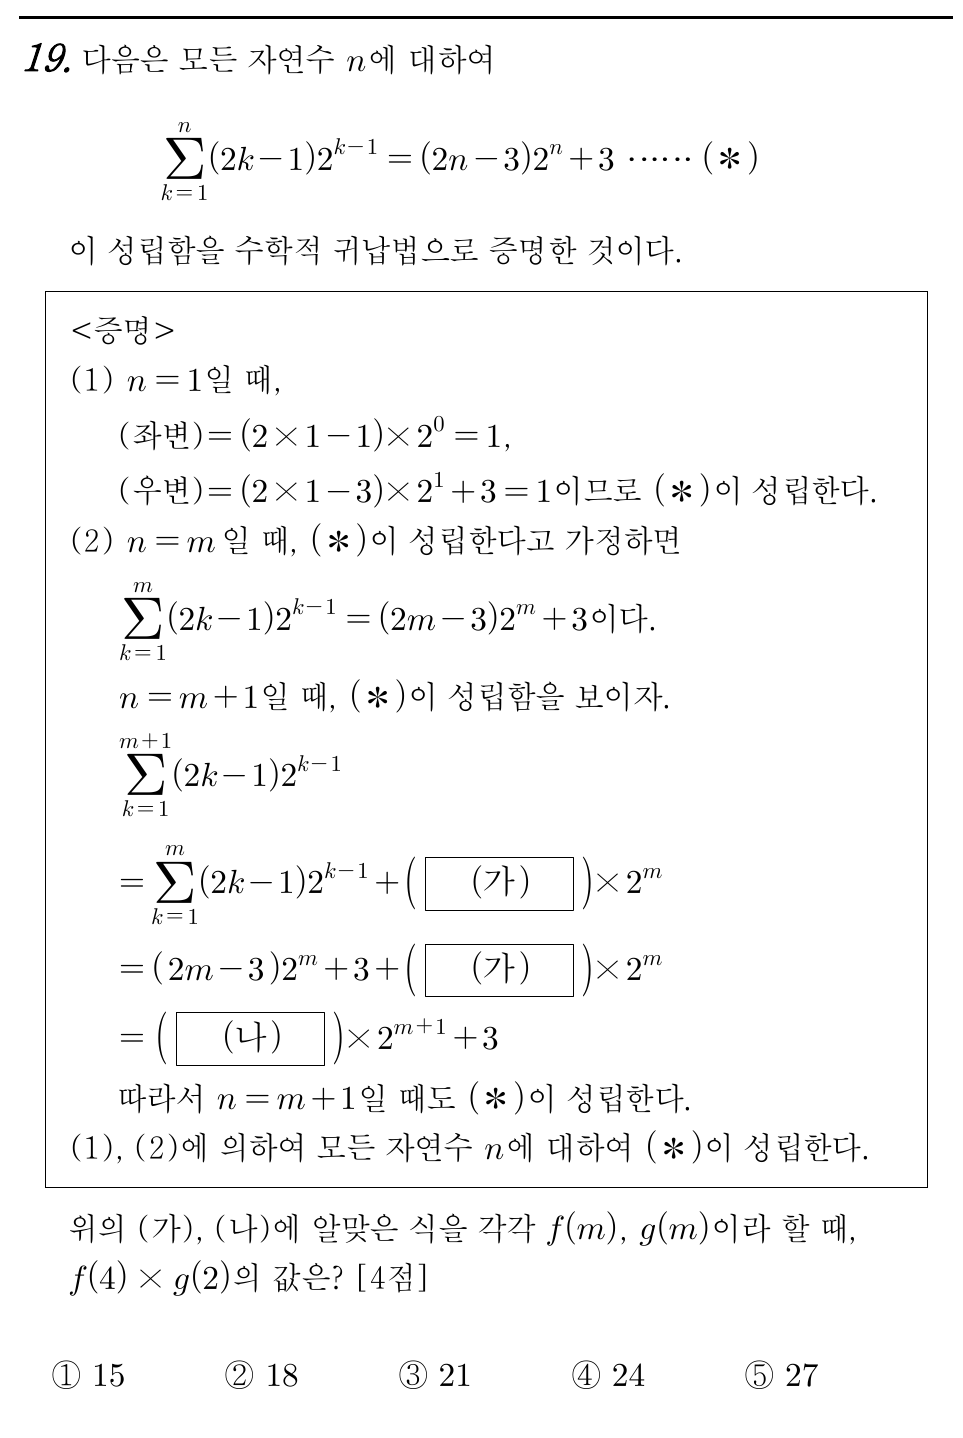 19. 다음은 모든 자연수 n에 대하여
\sum_{k=1}^{n}(2k-1)2^{k-1}=(2n-3)2^{n}+3 ⋯⋯ (*)
이 성립함을 수학적 귀납법으로 증명한 것이다.
<증명>
(1) n=1일 때,
(좌변)=(2×1-1)×2^{0}=1,
(우변)=(2×1-3)×2^{1}+3=1이므로 (*)이 성립한다.
(2) n=m일 때, (*)이 성립한다고 가정하면
\sum_{k=1}^{m}(2k-1)2^{k-1}=(2m-3)2^{m}+3이다.
n=m+1일 때, (*)이 성립함을 보이자.
\sum_{k=1}^{m+1}(2k-1)2^{k-1}
=\sum_{k=1}^{m}(2k-1)2^{k-1}+( (가) )×2^{m}
=(2m-3)2^{m}+3+( (가) )×2^{m}
=( (나) )×2^{m+1}+3
따라서 n=m+1일 때도 (*)이 성립한다.
(1), (2)에 의하여 모든 자연수 n에 대하여 (*)이 성립한다.
위의 (가), (나)에 알맞은 식을 각각 f(m), g(m)이라 할 때,
f(4)×g(2)의 값은? [4점]
① 15 ② 18 ③ 21 ④ 24 ⑤ 27